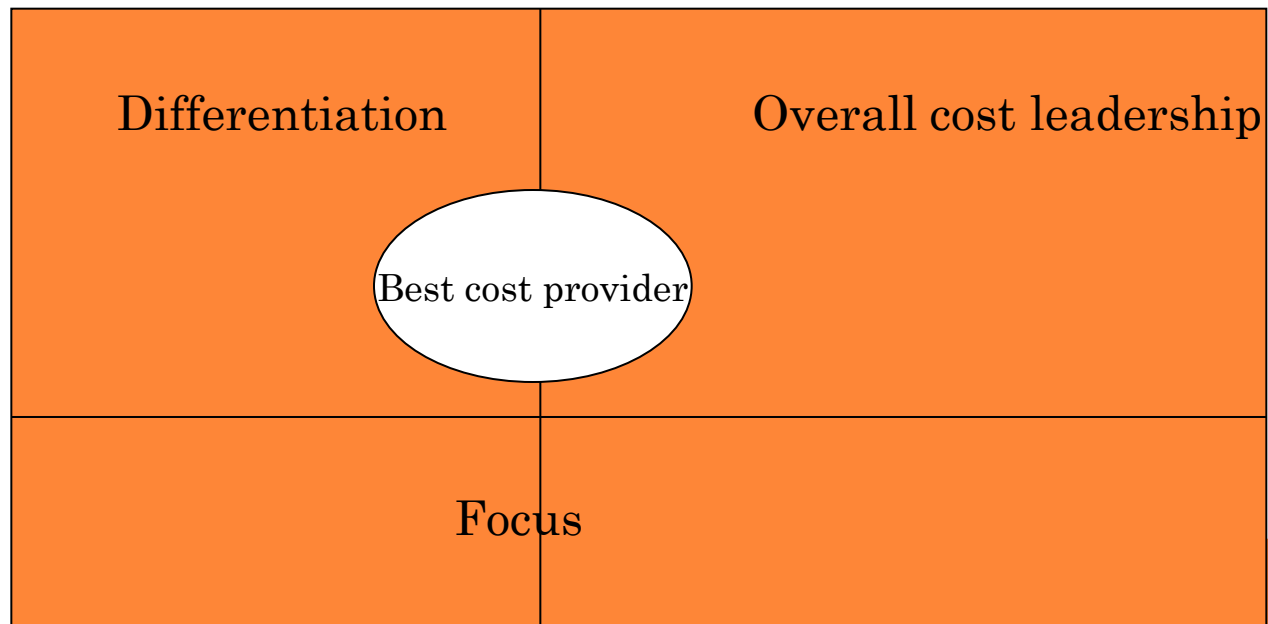 Differentiation
Overall cost leadership
Best cost provider
Focus